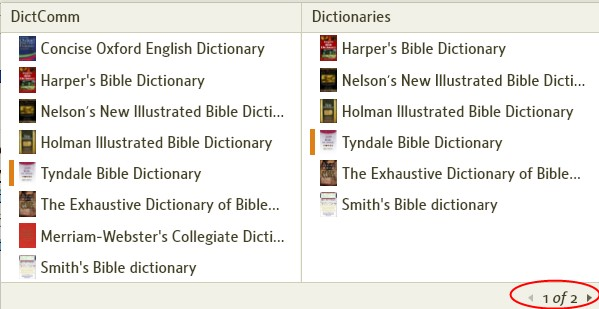 DictComm
Concise Oxford English Dictionary
Harper's Bible Dictionary
Nelson's New Illustrated Bible Dicti...
Holman Illustrated Bible Dictionary
Tyndale Bible Dictionary
The Exhaustive Dictionary of Bible...
Merriam-Webster's Collegiate Dicti...
Smith's Bible dictionary
Dictionaries
Harper's Bible Dictionary
Nelson's New Illustrated Bible Dicti...
Holman Illustrated Bible Dictionary
Tyndale Bible Dictionary
The Exhaustive Dictionary of Bible...
Smith's Bible dictionary
1 of 2